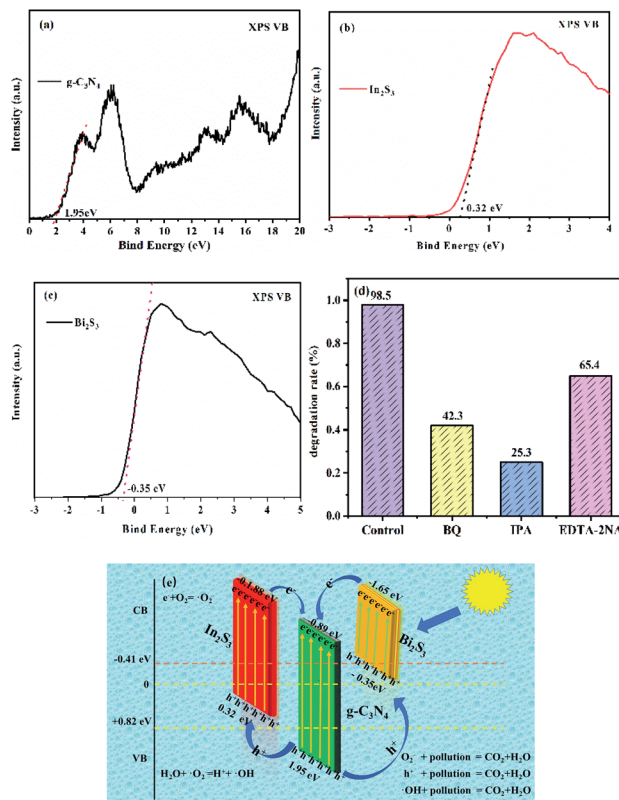 (a)
XPS VB
g-C₃N₄
Intensity (a.u.)
1.95eV
0 2 4 6 8 10 12 14 16 18 20
Bind Energy (eV)
(b)
XPS VB
In₂S₃
Intensity (a.u.)
0.32 eV
-3 -2 -1 0 1 2 3 4
Bind Energy (eV)
(c)
XPS VB
Bi₂S₃
Intensity (a.u.)
-0.35 eV
-3 -2 -1 0 1 2 3 4 5
Bind Energy (eV)
(d)
degradation rate (%)
1.0
0.8
0.6
0.4
0.2
0.0
98.5
42.3
25.3
65.4
Control BQ IPA EDTA-2NA
(e)
e⁻+O₂= ·O₂⁻
CB
-0.41 eV
0
+0.82 eV
VB
In₂S₃
-0.1.88 eV
e⁻e⁻e⁻e⁻e⁻e⁻
h⁺h⁺h⁺h⁺h⁺h⁺
0.32 eV
e⁻
e⁻
-0.89 eV
e⁻e⁻e⁻e⁻e⁻e⁻
g-C₃N₄
h⁺h⁺h⁺h⁺h⁺h⁺
1.95 eV
-1.65 eV
e⁻e⁻e⁻e⁻e⁻e⁻
Bi₂S₃
h⁺h⁺h⁺h⁺h⁺h⁺
- 0.35eV
h⁺
h⁺
H₂O+ ·O₂⁻=H⁺+ ·OH
O₂⁻ + pollution = CO₂+H₂O
h⁺ + pollution = CO₂+H₂O
·OH+ pollution = CO₂+H₂O